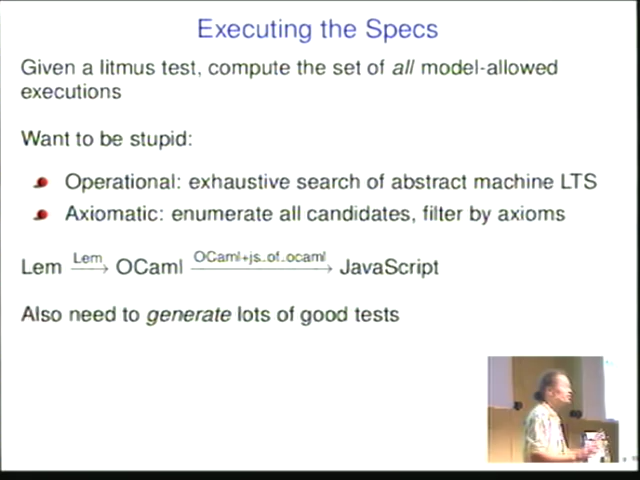 Executing the Specs
Given a litmus test, compute the set of all model-allowed
executions
Want to be stupid:
Operational: exhaustive search of abstract machine LTS
Axiomatic: enumerate all candidates, filter by axioms
Lem Lem→ OCaml OCaml+js_of_ocaml→ JavaScript
Also need to generate lots of good tests